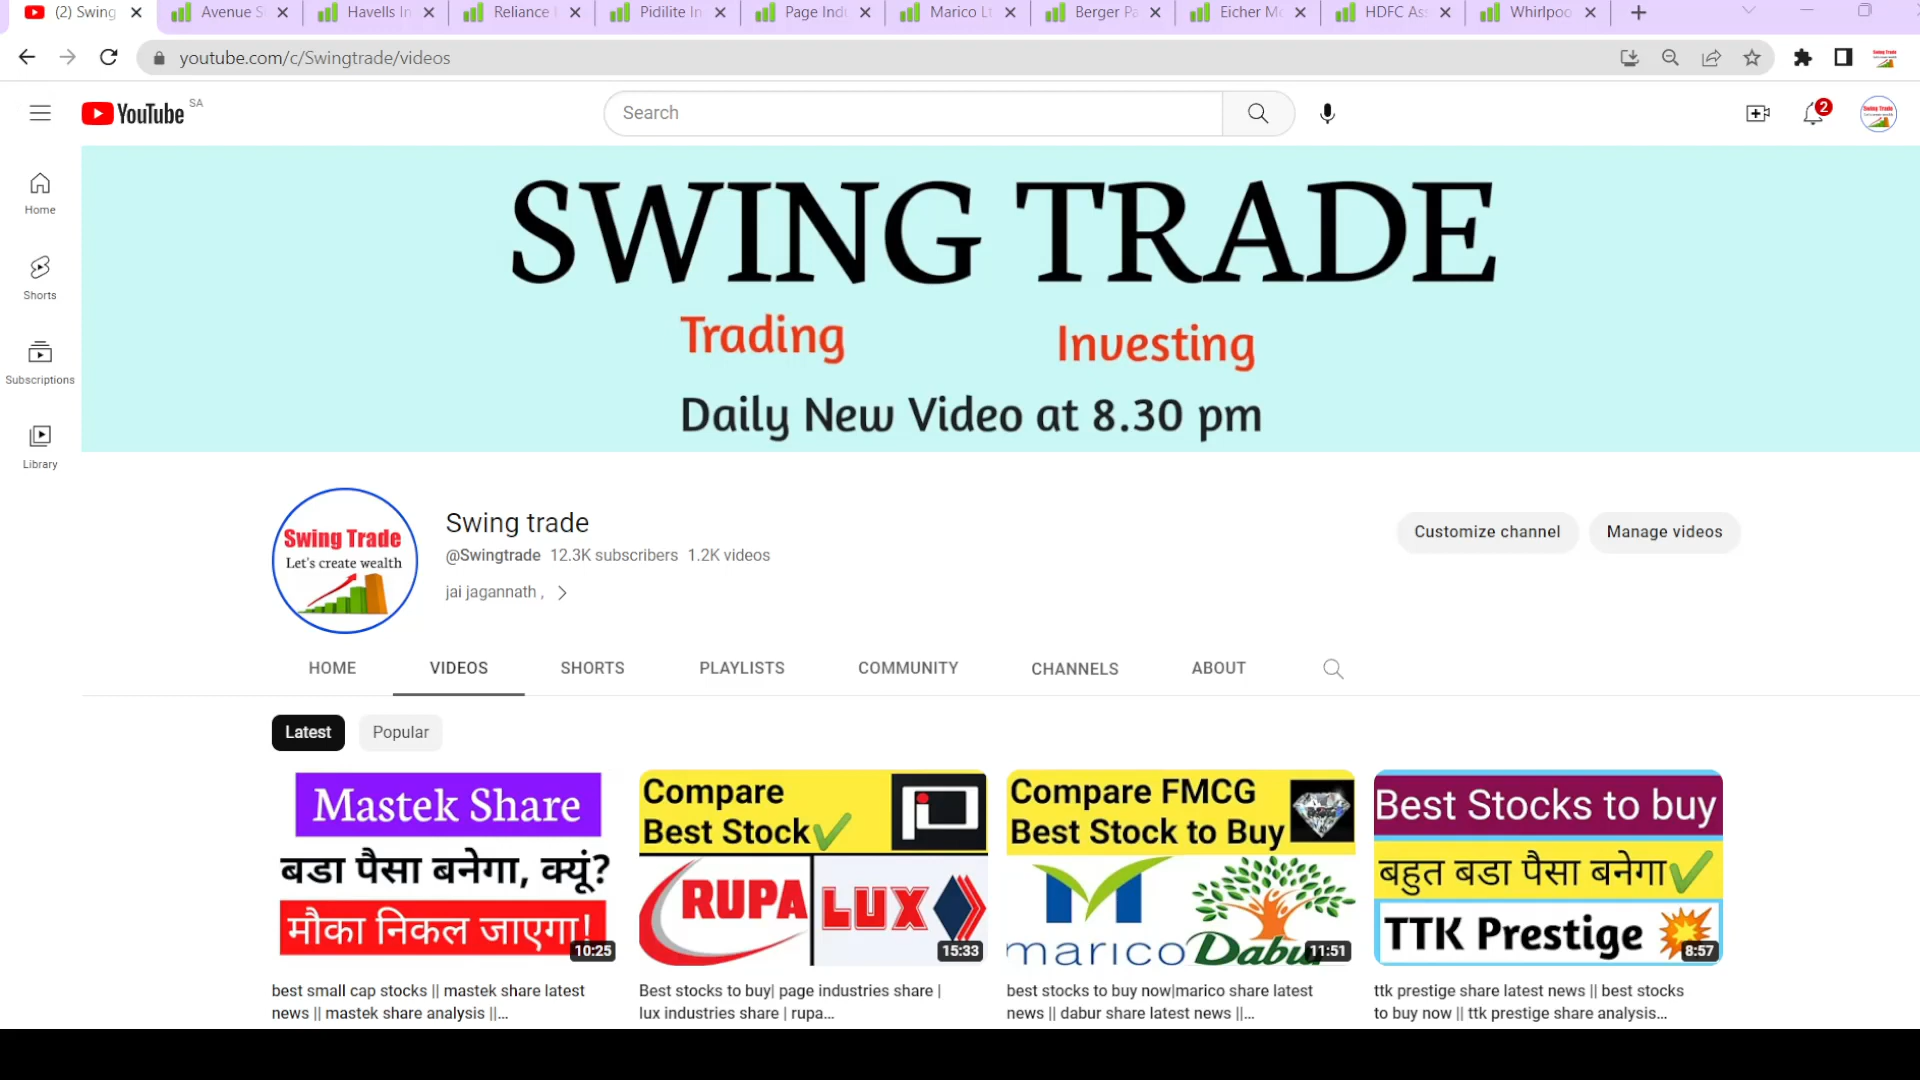 (2) Swing
Avenue S
Havells In
Reliance I
Pidilite In
Page Indu
Marico Lt
Berger Pa
Eicher Mo
HDFC Ass
Whirlpoo
youtube.com/c/Swingtrade/videos
YouTube SA
Search
2
Home
Shorts
Subscriptions
Library
SWING TRADE
Trading Investing
Daily New Video at 8.30 pm
Swing Trade
Let's create wealth
Swing trade
@Swingtrade 12.3K subscribers 1.2K videos
jai jagannath ,
Customize channel Manage videos
HOME VIDEOS SHORTS PLAYLISTS COMMUNITY CHANNELS ABOUT
Latest Popular
Mastek Share
बडा पैसा बनेगा, क्यूं?
मौका निकल जाएगा!
10:25
best small cap stocks || mastek share latest
news || mastek share analysis ||...
Compare
Best Stock
RUPA LUX
15:33
Best stocks to buy| page industries share |
lux industries share | rupa...
Compare FMCG
Best Stock to Buy
marico Dabur
11:51
best stocks to buy now|marico share latest
news || dabur share latest news ||...
Best Stocks to buy
बहुत बडा पैसा बनेगा
TTK Prestige
8:57
ttk prestige share latest news || best stocks
to buy now || ttk prestige share analysis...